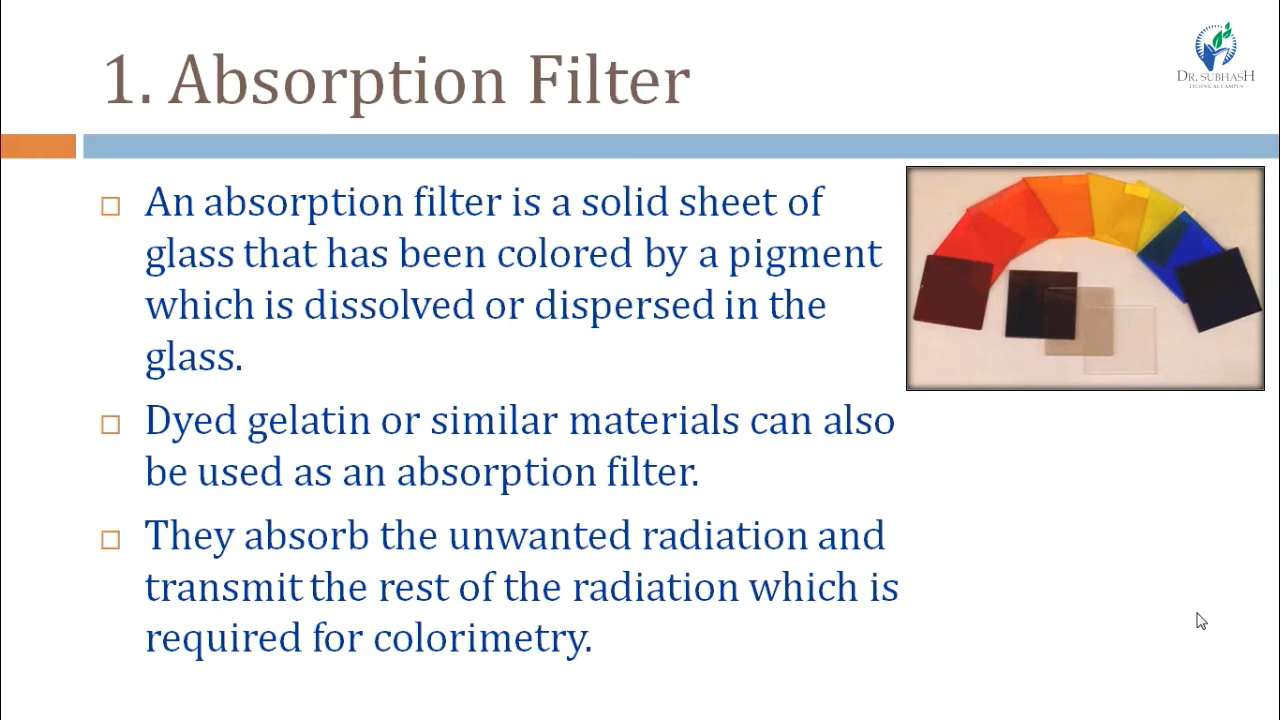 1. Absorption Filter
DR. SUBHASH
TECHNICAL CAMPUS
An absorption filter is a solid sheet of
glass that has been colored by a pigment
which is dissolved or dispersed in the
glass.
Dyed gelatin or similar materials can also
be used as an absorption filter.
They absorb the unwanted radiation and
transmit the rest of the radiation which is
required for colorimetry.